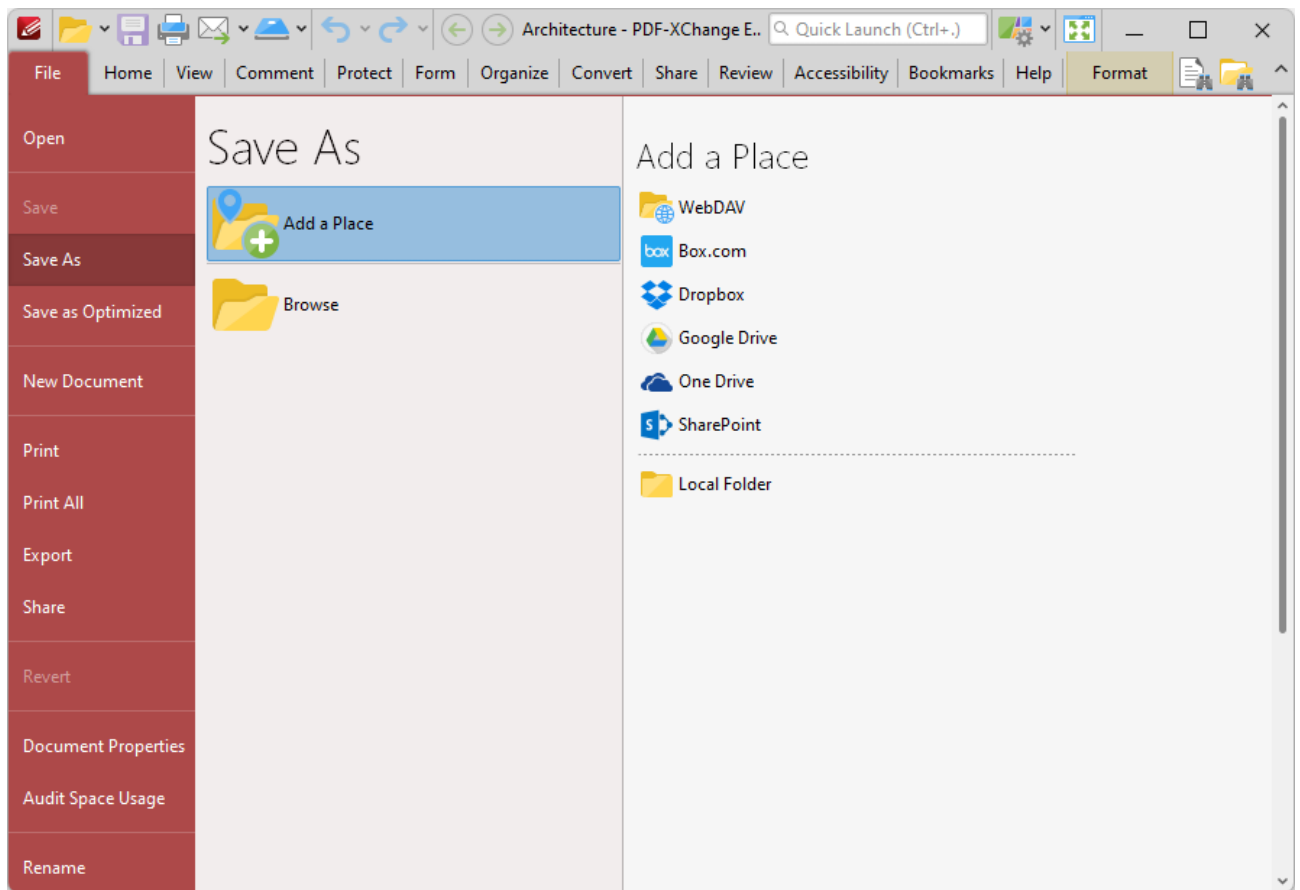 Architecture - PDF-XChange E.. Quick Launch (Ctrl+.)
File Home View Comment Protect Form Organize Convert Share Review Accessibility Bookmarks Help Format
Open
Save
Save As
Save as Optimized
New Document
Print
Print All
Export
Share
Revert
Document Properties
Audit Space Usage
Rename
Save As
Add a Place
Browse
Add a Place
WebDAV
box Box.com
Dropbox
Google Drive
One Drive
S SharePoint
Local Folder